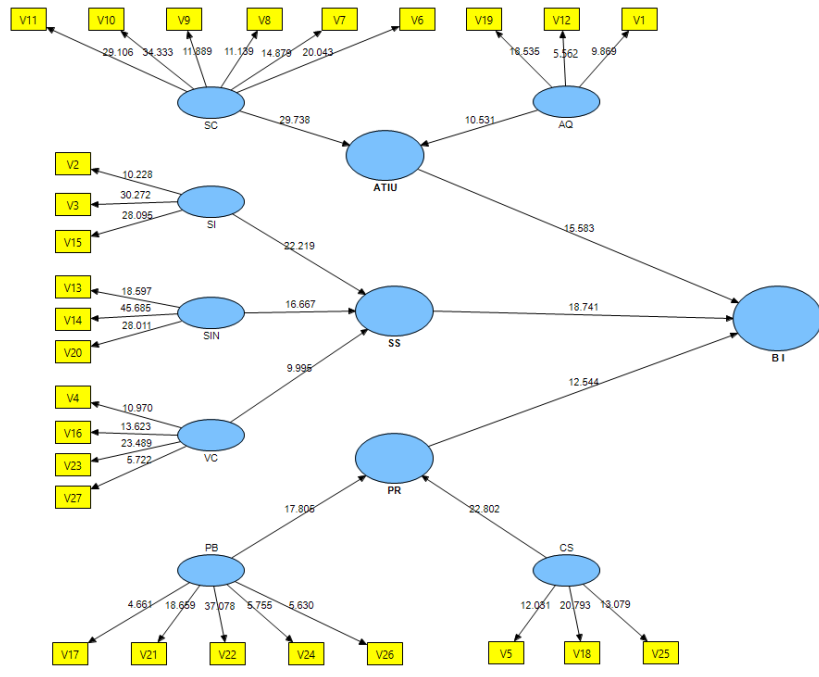 V11 V10 V9 V8 V7 V6 V19 V12 V1
29.106 34.333 11.889 11.139 14.879 20.043 18.535 5.562 9.869
SC 29.738 10.531 AQ
ATIU
V2 10.228
V3 30.272
V15 28.095
SI
22.219 15.583
V13 18.597
V14 45.685
V20 28.011
SIN 16.667 SS 18.741 B I
V4 10.970
V16 13.623
V23 23.489
V27 5.722
VC 9.995 12.544
PR
17.805 22.802
PB CS
4.661 18.659 37.078 5.755 5.630 12.031 20.793 13.079
V17 V21 V22 V24 V26 V5 V18 V25